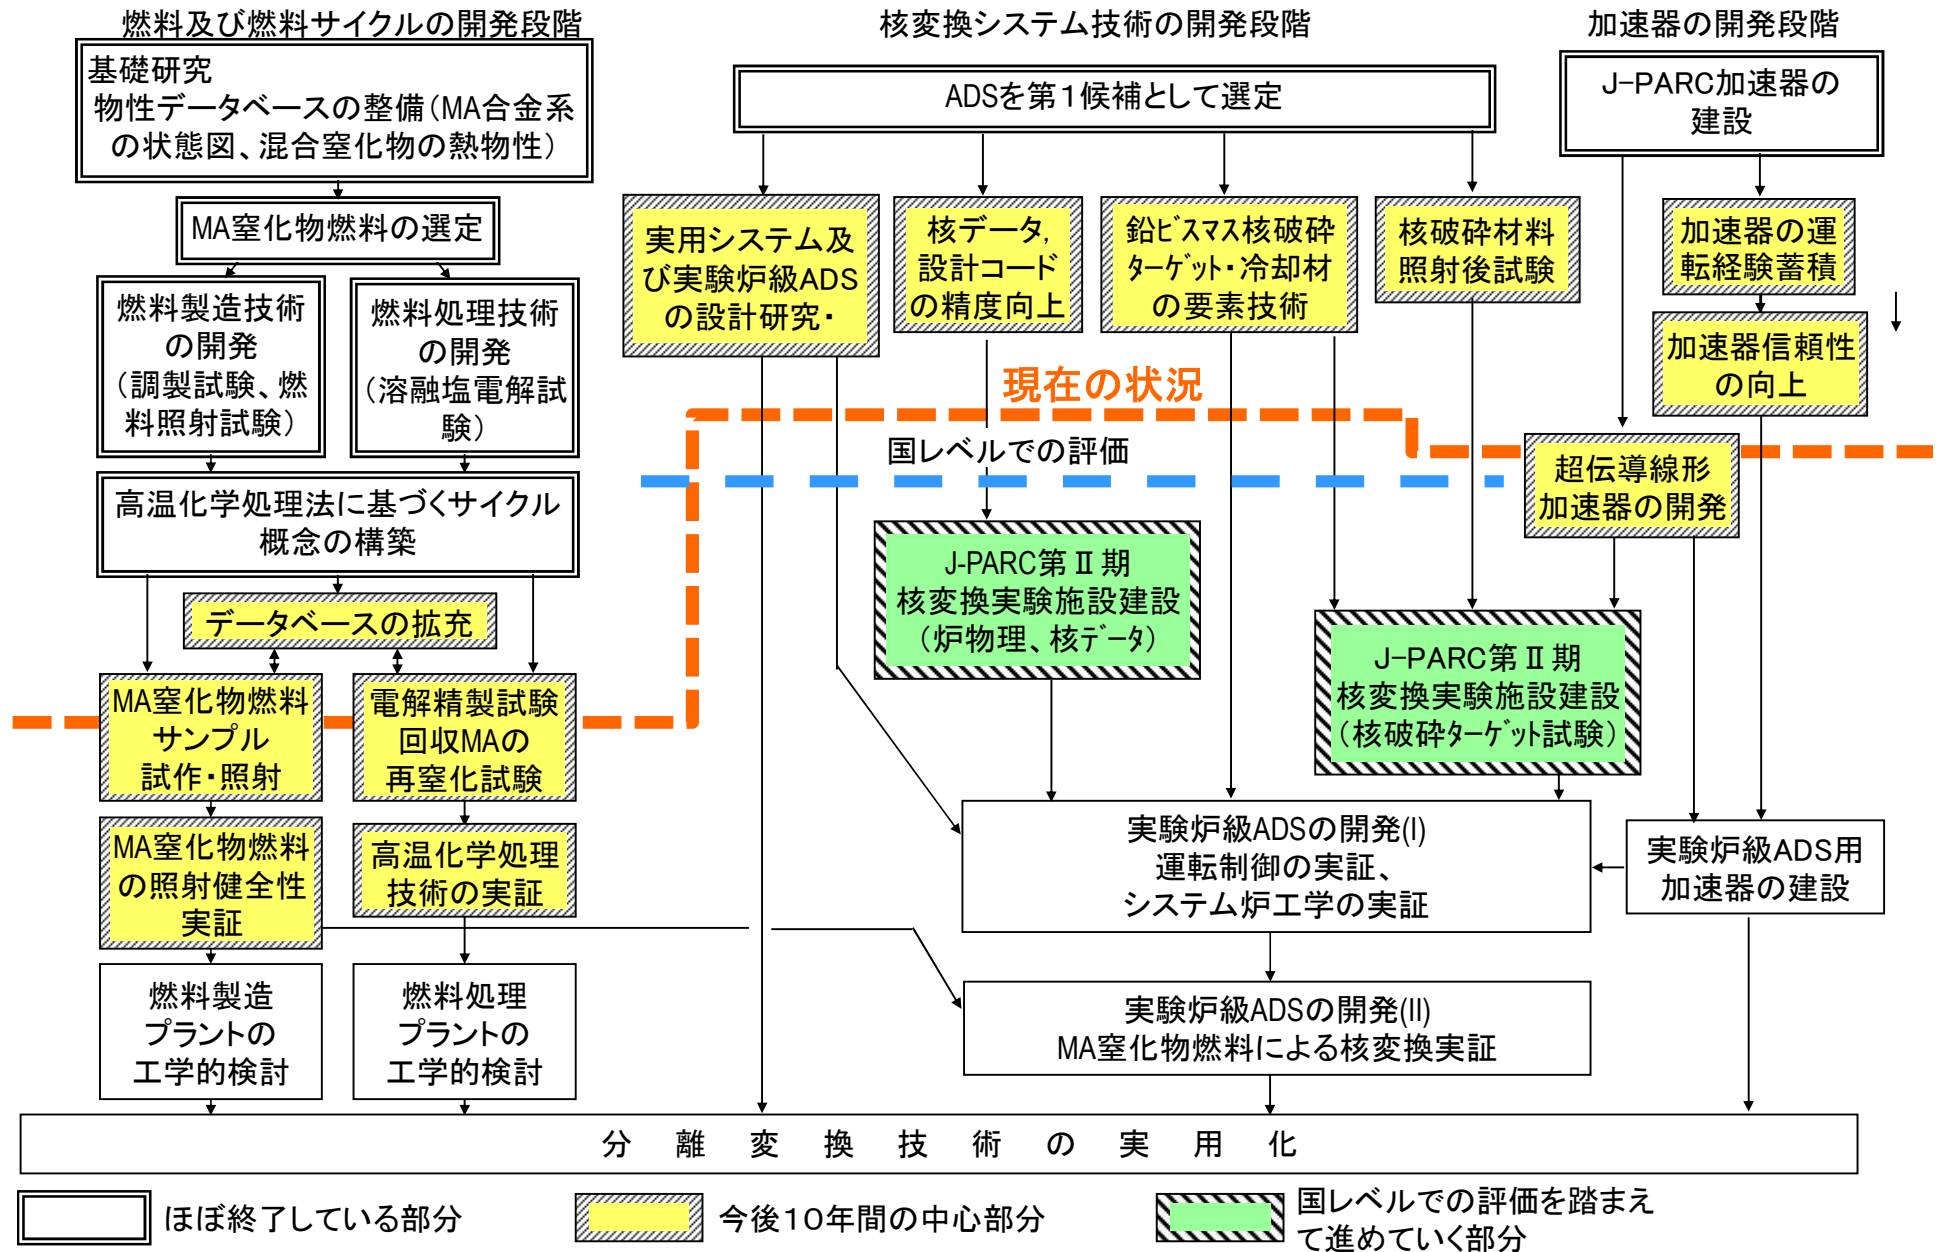 燃料及び燃料サイクルの開発段階
基礎研究
物性データベースの整備(MA合金系
の状態図、混合窒化物の熱物性)
MA窒化物燃料の選定
燃料製造技術
の開発
(調製試験、燃
料照射試験)
燃料処理技術
の開発
(溶融塩電解試
験)
高温化学処理法に基づくサイクル
概念の構築
データベースの拡充
MA窒化物燃料
サンプル
試作・照射
電解精製試験
回収MAの
再窒化試験
MA窒化物燃料
の照射健全性
実証
高温化学処理
技術の実証
燃料製造
プラントの
工学的検討
燃料処理
プラントの
工学的検討
核変換システム技術の開発段階
ADSを第1候補として選定
実用システム及
び実験炉級ADS
の設計研究・
核データ,
設計コード
の精度向上
鉛ビスマス核破砕
ターゲット・冷却材
の要素技術
核破砕材料
照射後試験
現在の状況
国レベルでの評価
J-PARC第Ⅱ期
核変換実験施設建設
(炉物理、核データ)
J-PARC第Ⅱ期
核変換実験施設建設
(核破砕ターゲット試験)
実験炉級ADSの開発(I)
運転制御の実証、
システム炉工学の実証
実験炉級ADSの開発(II)
MA窒化物燃料による核変換実証
加速器の開発段階
J-PARC加速器の
建設
加速器の運
転経験蓄積
加速器信頼性
の向上
超伝導線形
加速器の開発
実験炉級ADS用
加速器の建設
分離変換技術の実用化
ほぼ終了している部分
今後10年間の中心部分
国レベルでの評価を踏まえ
て進めていく部分